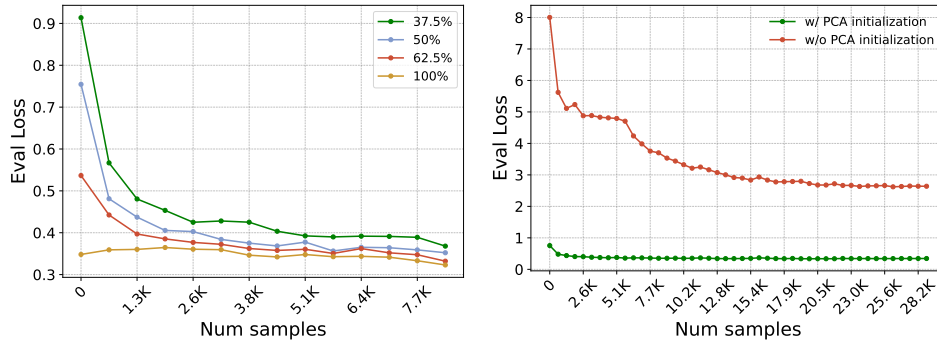 0.9
0.8
0.7
0.6
0.5
0.4
0.3
Eval Loss
37.5%
50%
62.5%
100%
0
1.3K
2.6K
3.8K
5.1K
6.4K
7.7K
Num samples
8
7
6
5
4
3
2
1
0
Eval Loss
w/ PCA initialization
w/o PCA initialization
0
2.6K
5.1K
7.7K
10.2K
12.8K
15.4K
17.9K
20.5K
23.0K
25.6K
28.2K
Num samples